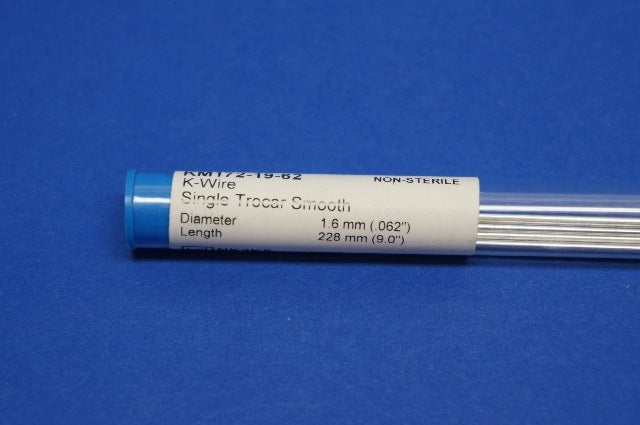 KM172-19-62 NON-STERILE
K-Wire
Single Trocar Smooth
Diameter 1.6 mm (.062")
Length 228 mm (9.0")